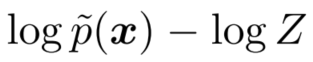 log p̃(𝒙) − log Z